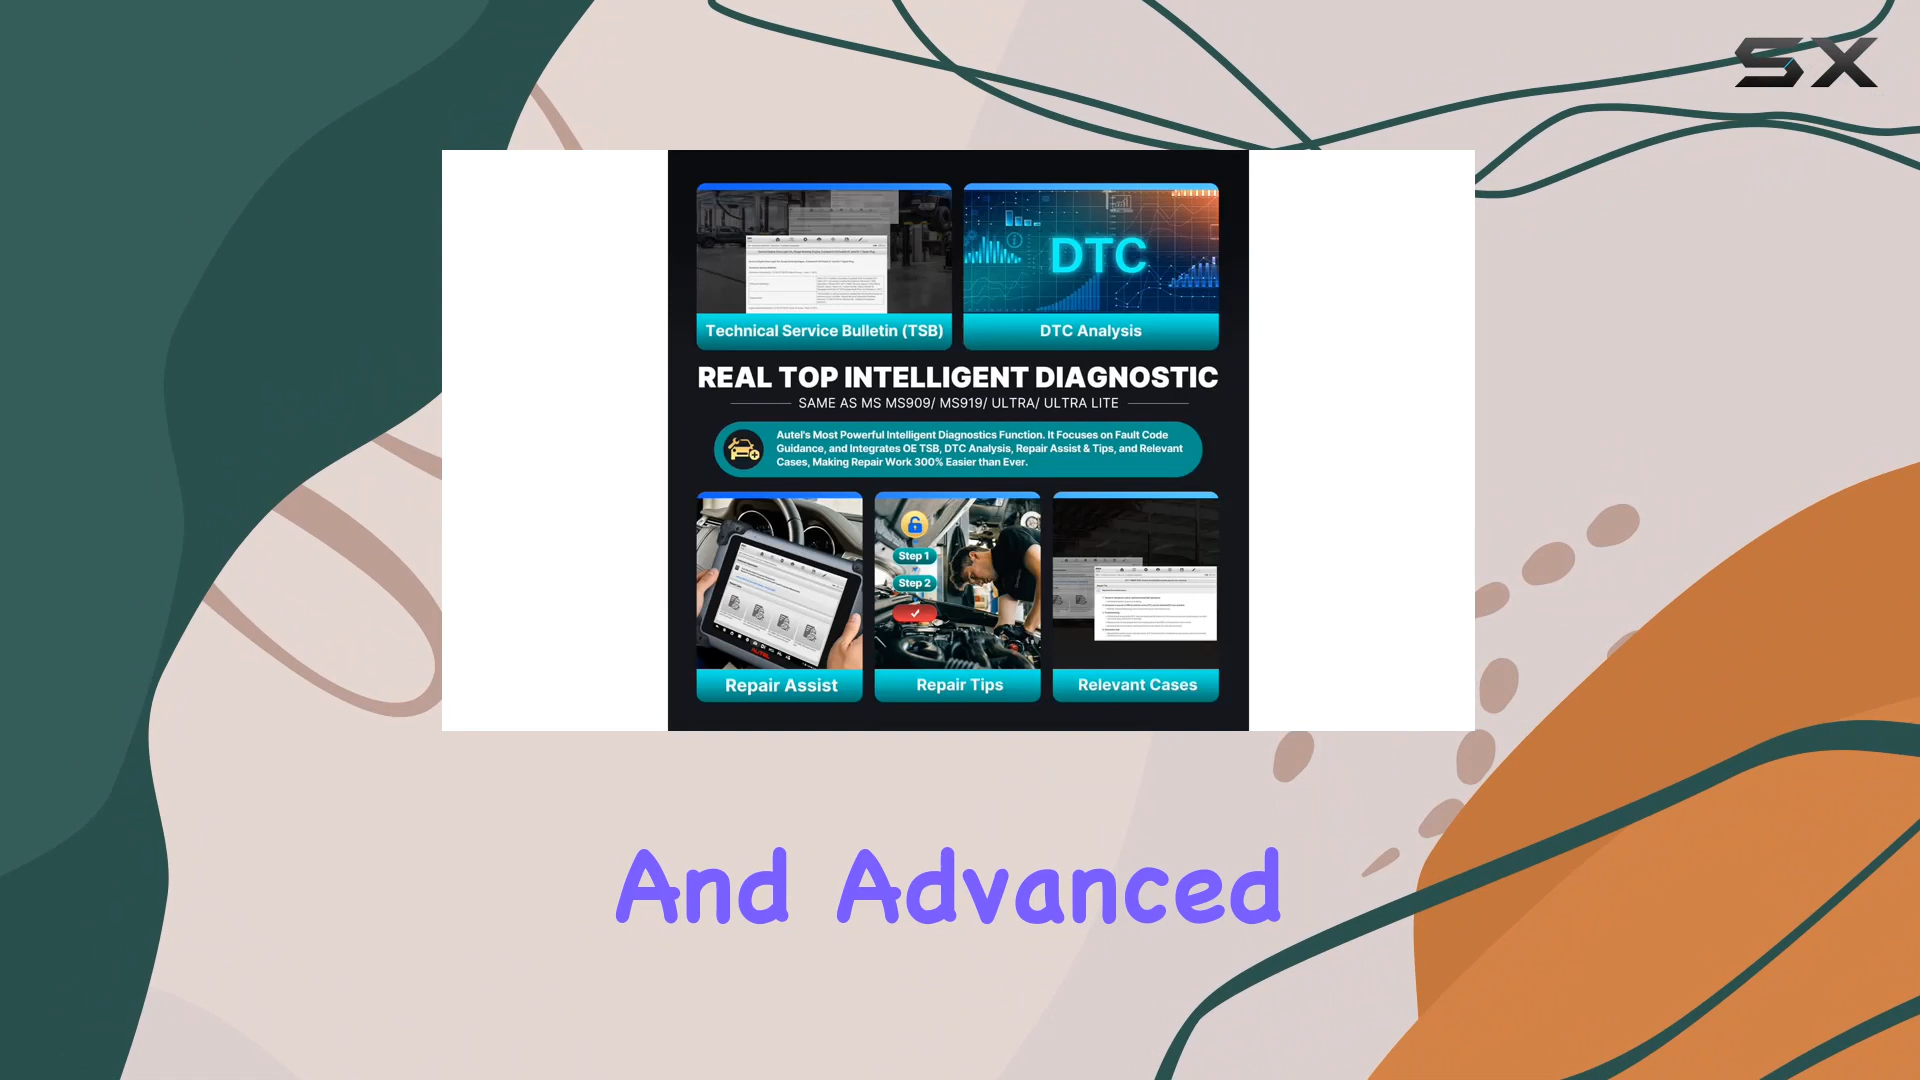 SX
DTC
Technical Service Bulletin (TSB)
DTC Analysis
REAL TOP INTELLIGENT DIAGNOSTIC
SAME AS MS MS909/ MS919/ ULTRA/ ULTRA LITE
Autel's Most Powerful Intelligent Diagnostics Function. It Focuses on Fault Code
Guidance, and Integrates OE TSB, DTC Analysis, Repair Assist & Tips, and Relevant
Cases, Making Repair Work 300% Easier than Ever.
Step 1
Step 2
AUTEL
Repair Assist
Repair Tips
Relevant Cases
And Advanced